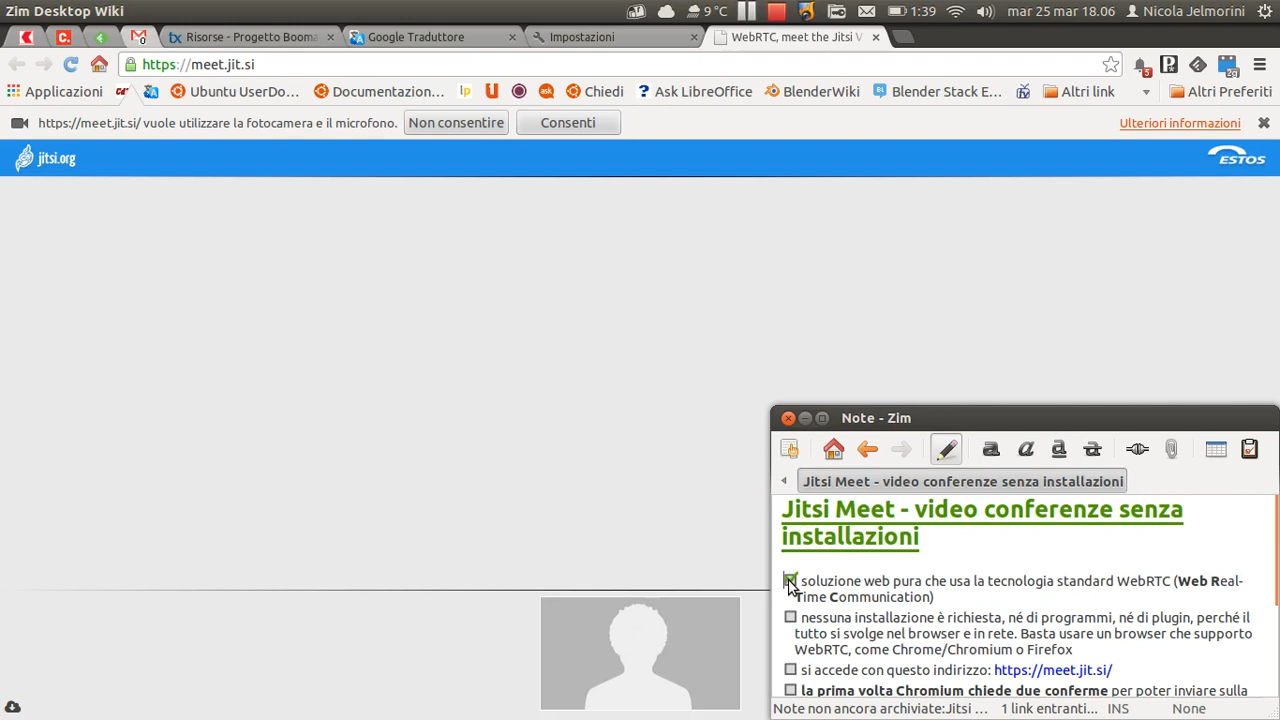 Zim Desktop Wiki 9 °C 1:39 mar 25 mar 18.06 Nicola Jelmorini
Risorse - Progetto Booma × Google Traduttore × Impostazioni × WebRTC, meet the Jitsi V ×
https://meet.jit.si
Applicazioni Ubuntu UserDo... Documentazion... lp Chiedi ? Ask LibreOffice BlenderWiki Blender Stack E... tv Altri link Altri Preferiti
https://meet.jit.si/ vuole utilizzare la fotocamera e il microfono. Non consentire Consenti Ulteriori informazioni
jitsi.org ESTOS
Note - Zim
Jitsi Meet - video conferenze senza installazioni
Jitsi Meet - video conferenze senza
installazioni
soluzione web pura che usa la tecnologia standard WebRTC (Web Real-
Time Communication)
nessuna installazione è richiesta, né di programmi, né di plugin, perché il
tutto si svolge nel browser e in rete. Basta usare un browser che supporto
WebRTC, come Chrome/Chromium o Firefox
si accede con questo indirizzo: https://meet.jit.si/
la prima volta Chromium chiede due conferme per poter inviare sulla
Note non ancora archiviate:Jitsi ... 1 link entranti... INS None